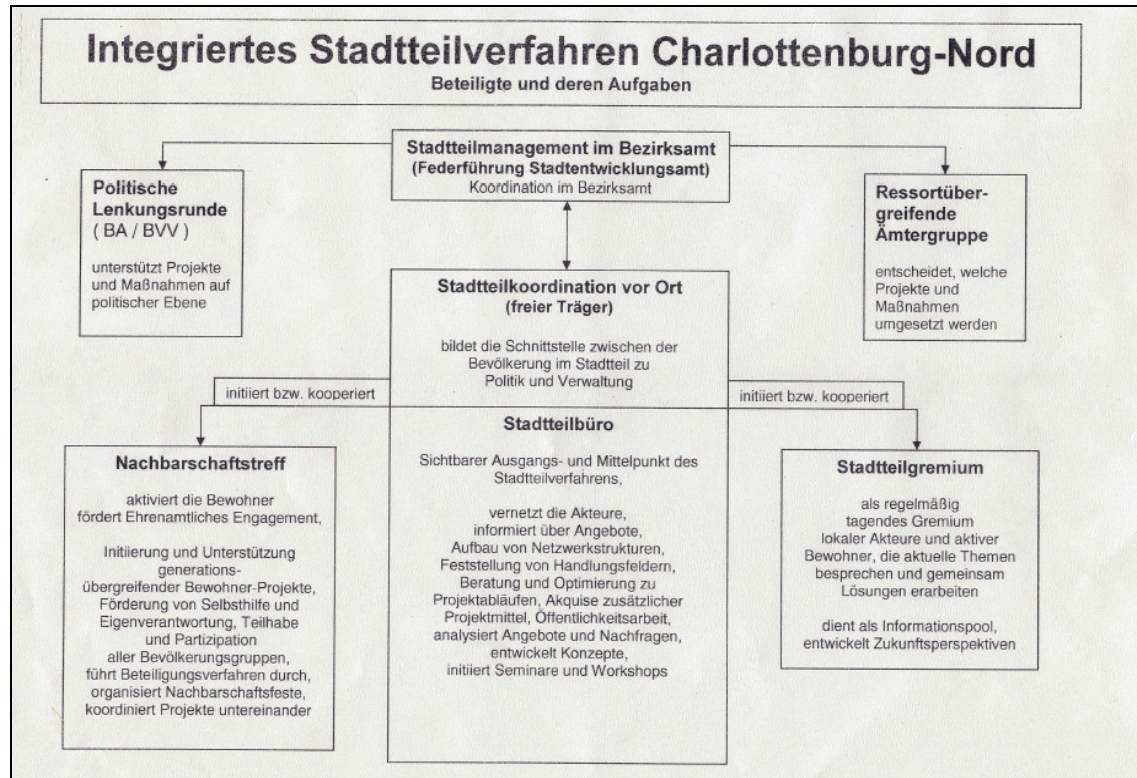 Integriertes Stadtteilverfahren Charlottenburg-Nord
Beteiligte und deren Aufgaben
Stadtteilmanagement im Bezirksamt
(Federführung Stadtentwicklungsamt)
Koordination im Bezirksamt
Politische
Lenkungsrunde
( BA / BVV )
unterstützt Projekte
und Maßnahmen auf
politischer Ebene
Ressortüber-
greifende
Ämtergruppe
entscheidet, welche
Projekte und
Maßnahmen
umgesetzt werden
Stadtteilkoordination vor Ort
(freier Träger)
bildet die Schnittstelle zwischen der
Bevölkerung im Stadtteil zu
Politik und Verwaltung
initiiert bzw. kooperiert
initiiert bzw. kooperiert
Nachbarschaftstreff
aktiviert die Bewohner
fördert Ehrenamtliches Engagement,
Initiierung und Unterstützung
generations-
übergreifender Bewohner-Projekte,
Förderung von Selbsthilfe und
Eigenverantwortung, Teilhabe
und Partizipation
aller Bevölkerungsgruppen,
führt Beteiligungsverfahren durch,
organisiert Nachbarschaftsfeste,
koordiniert Projekte untereinander
Stadtteilbüro
Sichtbarer Ausgangs- und Mittelpunkt des
Stadtteilverfahrens,
vernetzt die Akteure,
informiert über Angebote,
Aufbau von Netzwerkstrukturen,
Feststellung von Handlungsfeldern,
Beratung und Optimierung zu
Projektabläufen, Akquise zusätzlicher
Projektmittel, Öffentlichkeitsarbeit,
analysiert Angebote und Nachfragen,
entwickelt Konzepte,
initiiert Seminare und Workshops
Stadtteilgremium
als regelmäßig
tagendes Gremium
lokaler Akteure und aktiver
Bewohner, die aktuelle Themen
besprechen und gemeinsam
Lösungen erarbeiten
dient als Informationspool,
entwickelt Zukunftsperspektiven